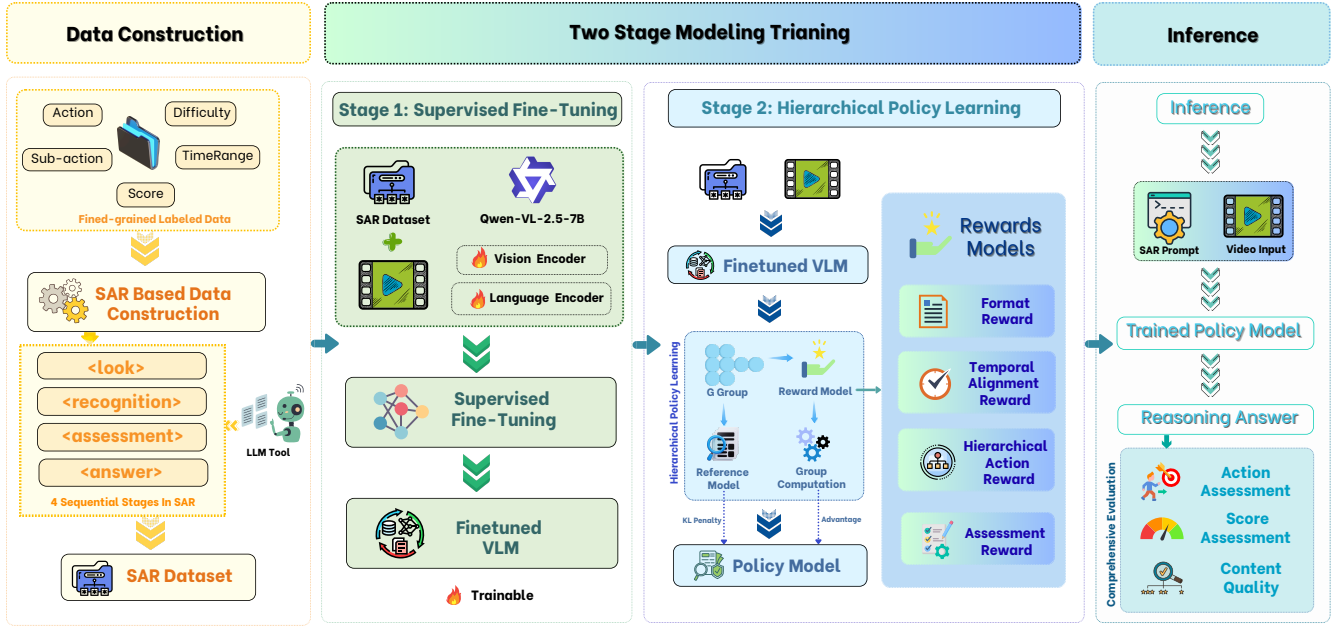 Data Construction
Two Stage Modeling Trianing
Inference
Action
Difficulty
Sub-action
TimeRange
Score
Fined-grained Labeled Data
SAR Based Data
Construction
<look>
<recognition>
<assessment>
<answer>
4 Sequential Stages In SAR
LLM Tool
SAR Dataset
Stage 1: Supervised Fine-Tuning
SAR Dataset
Qwen-VL-2.5-7B
Vision Encoder
Language Encoder
Supervised
Fine-Tuning
Finetuned
VLM
Trainable
Stage 2: Hierarchical Policy Learning
Finetuned VLM
Hierarchical Policy Learning
G Group
Reward Model
Reference
Model
Group
Computation
KL Penalty
Advantage
Policy Model
Rewards
Models
Format
Reward
Temporal
Alignment
Reward
Hierarchical
Action
Reward
Assessment
Reward
Inference
SAR Prompt
Video Input
Trained Policy Model
Reasoning Answer
Comprehensive Evaluation
Action
Assessment
Score
Assessment
Content
Quality